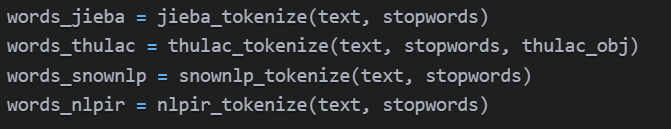 words_jieba = jieba_tokenize(text, stopwords)
words_thulac = thulac_tokenize(text, stopwords, thulac_obj)
words_snownlp = snownlp_tokenize(text, stopwords)
words_nlpir = nlpir_tokenize(text, stopwords)